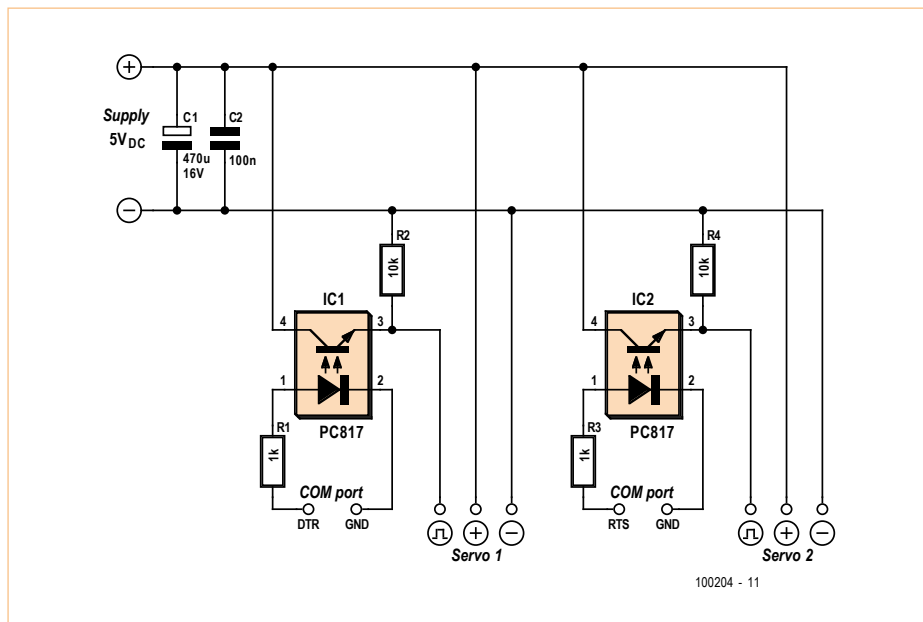 +
Supply
5VDC
C1
470u
16V
C2
100n
–
R2
10k
R4
10k
IC1
4
3
1
2
PC817
R1
1k
COM port
DTR
GND
+
–
Servo 1
IC2
4
3
1
2
PC817
R3
1k
COM port
RTS
GND
+
–
Servo 2
100204 - 11